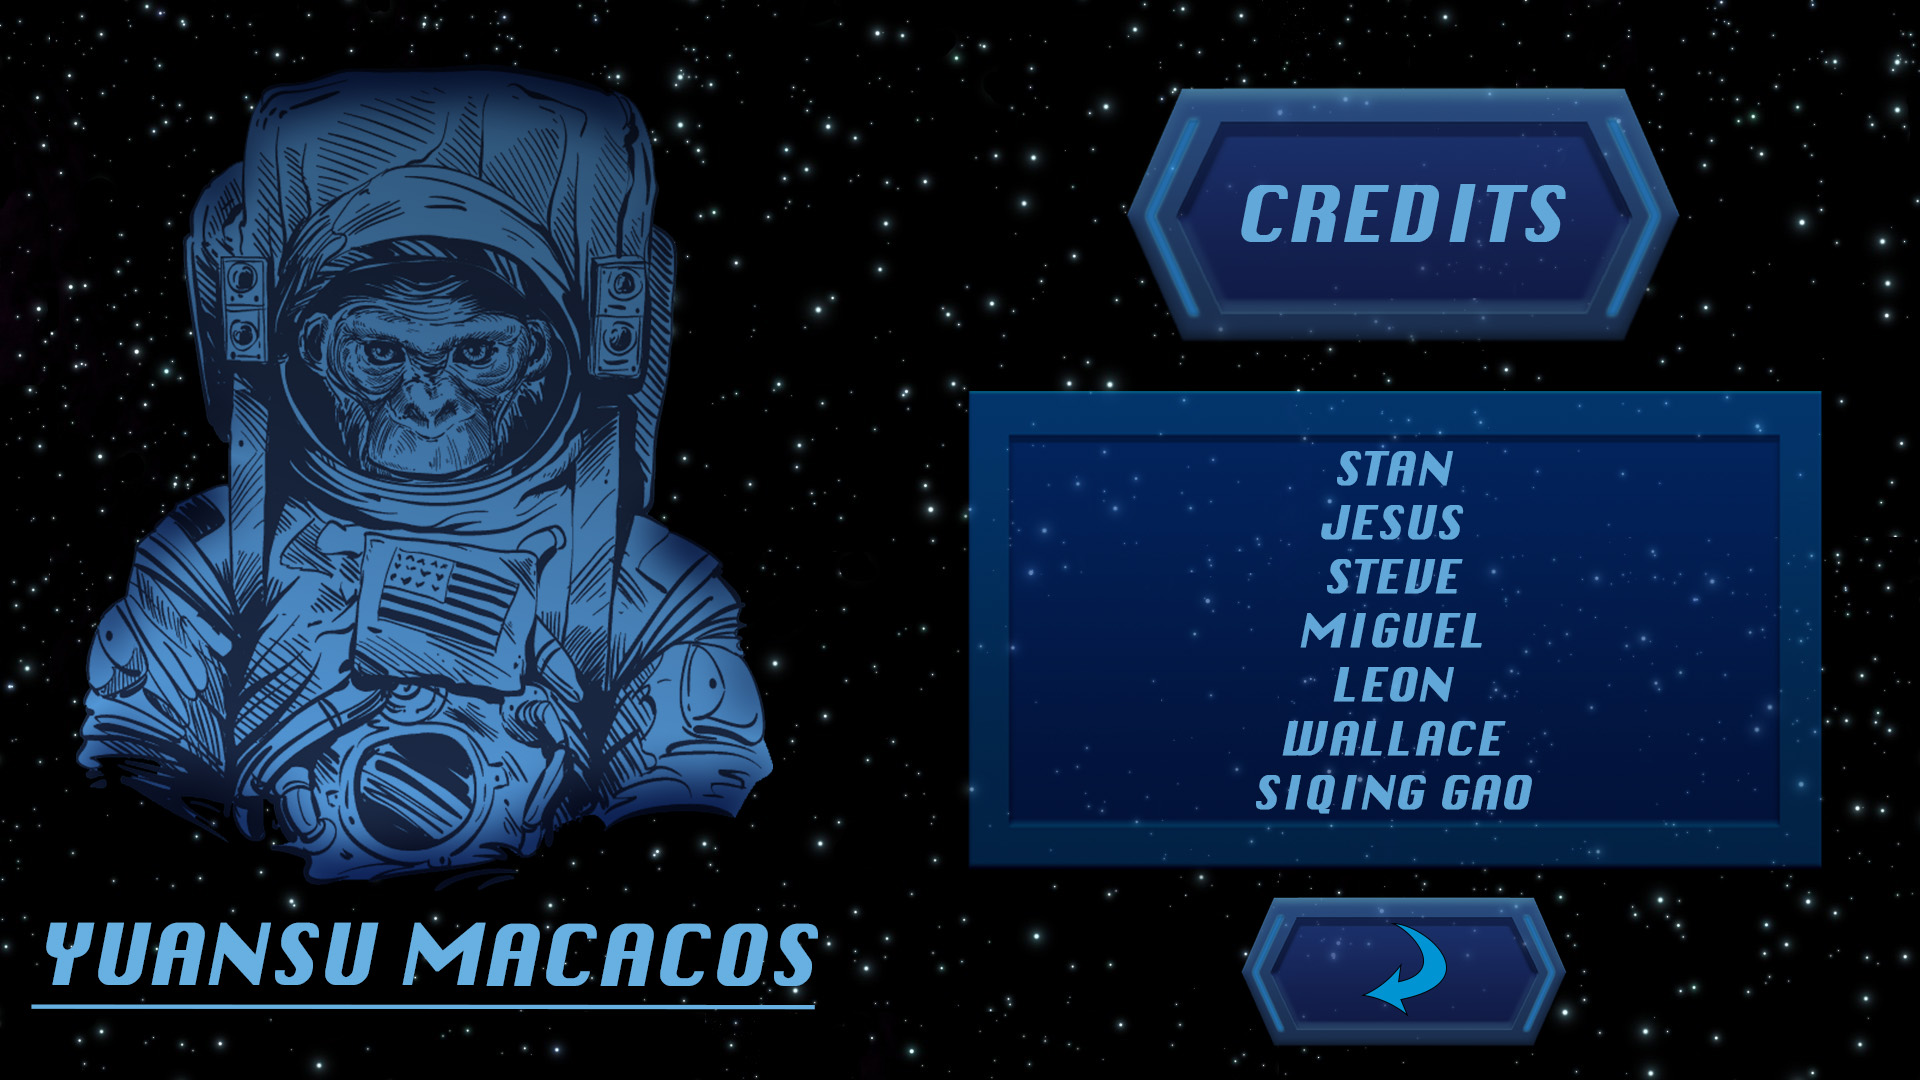 CREDITS
STAN
JESUS
STEVE
MIGUEL
LEON
WALLACE
SIQING GAO
YUANSU MACACOS